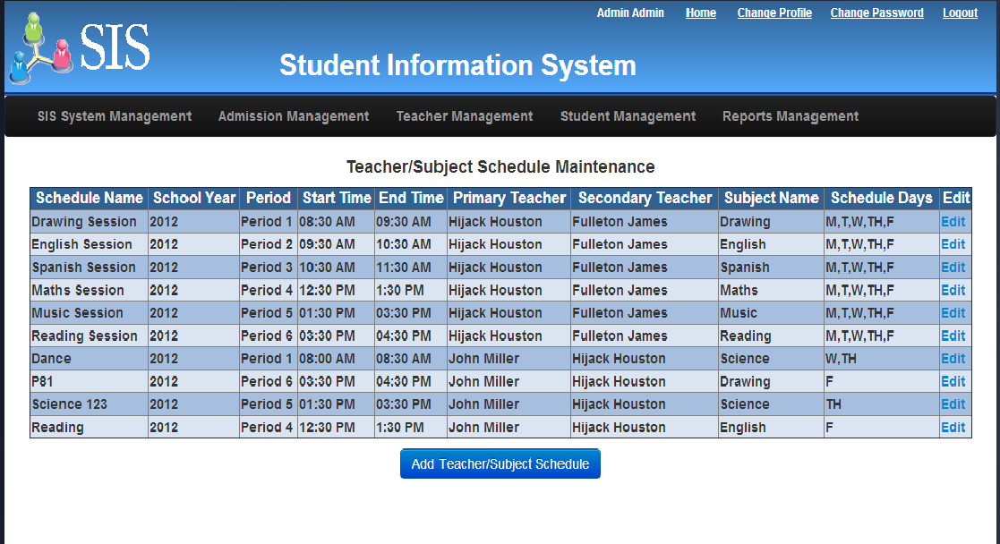 Admin Admin Home Change Profile Change Password Logout
SIS
Student Information System
SIS System Management Admission Management Teacher Management Student Management Reports Management
Teacher/Subject Schedule Maintenance
Schedule Name School Year Period Start Time End Time Primary Teacher Secondary Teacher Subject Name Schedule Days Edit
Drawing Session 2012 Period 1 08:30 AM 09:30 AM Hijack Houston Fulleton James Drawing M,T,W,TH,F Edit
English Session 2012 Period 2 09:30 AM 10:30 AM Hijack Houston Fulleton James English M,T,W,TH,F Edit
Spanish Session 2012 Period 3 10:30 AM 11:30 AM Hijack Houston Fulleton James Spanish M,T,W,TH,F Edit
Maths Session 2012 Period 4 12:30 PM 1:30 PM Hijack Houston Fulleton James Maths M,T,W,TH,F Edit
Music Session 2012 Period 5 01:30 PM 03:30 PM Hijack Houston Fulleton James Music M,T,W,TH,F Edit
Reading Session 2012 Period 6 03:30 PM 04:30 PM Hijack Houston Fulleton James Reading M,T,W,TH,F Edit
Dance 2012 Period 1 08:00 AM 08:30 AM John Miller Hijack Houston Science W,TH Edit
P81 2012 Period 6 03:30 PM 04:30 PM John Miller Hijack Houston Drawing F Edit
Science 123 2012 Period 5 01:30 PM 03:30 PM John Miller Hijack Houston Science TH Edit
Reading 2012 Period 4 12:30 PM 1:30 PM John Miller Hijack Houston English F Edit
Add Teacher/Subject Schedule